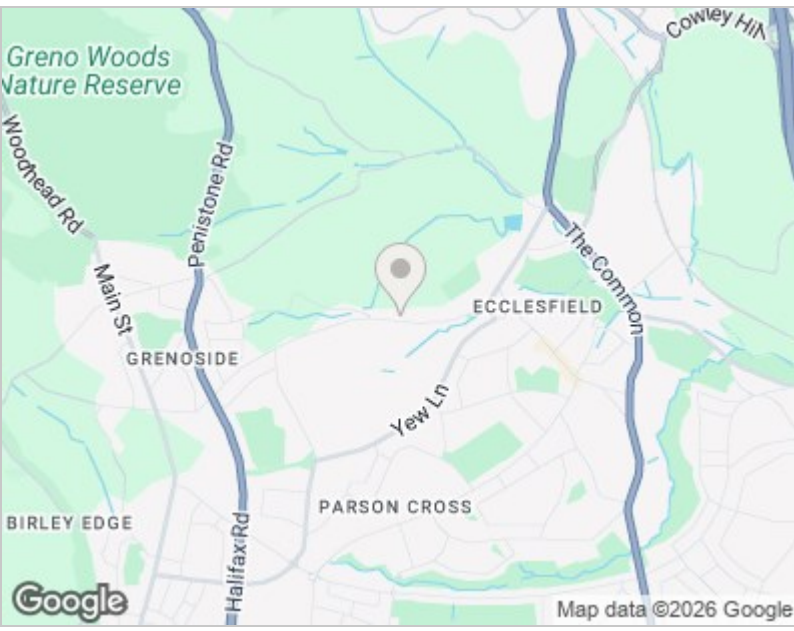 Cowley Hill
Greno Woods
Nature Reserve
Woodhead Rd
Penistone Rd
The Common
Main St
ECCLESFIELD
GRENOSIDE
Yew Ln
PARSON CROSS
BIRLEY EDGE
Halifax Rd
Google
Map data ©2026 Google